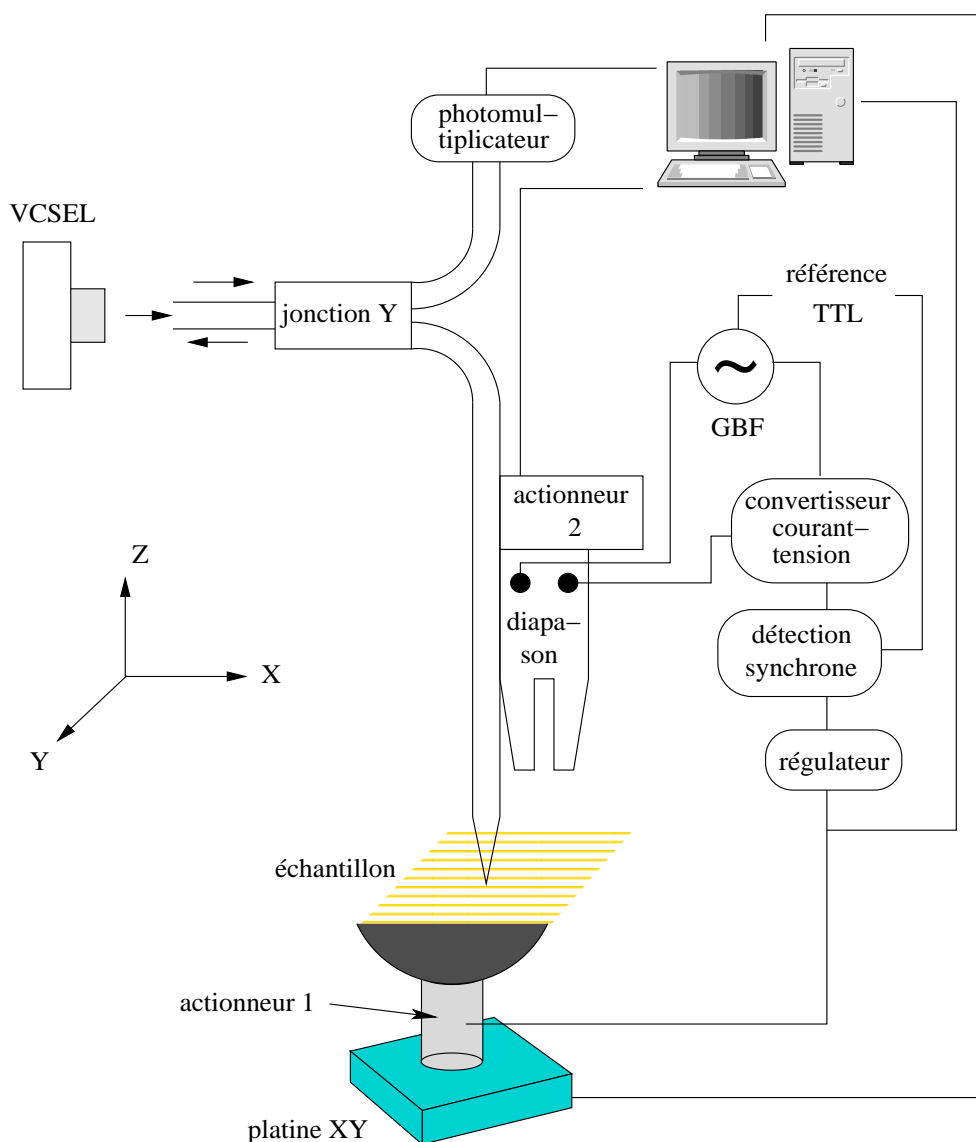 photomul−
tiplicateur
VCSEL
jonction Y
référence
TTL
GBF
actionneur
2
convertisseur
courant−
tension
Z
X
Y
diapa−
son
détection
synchrone
régulateur
échantillon
actionneur 1
platine XY